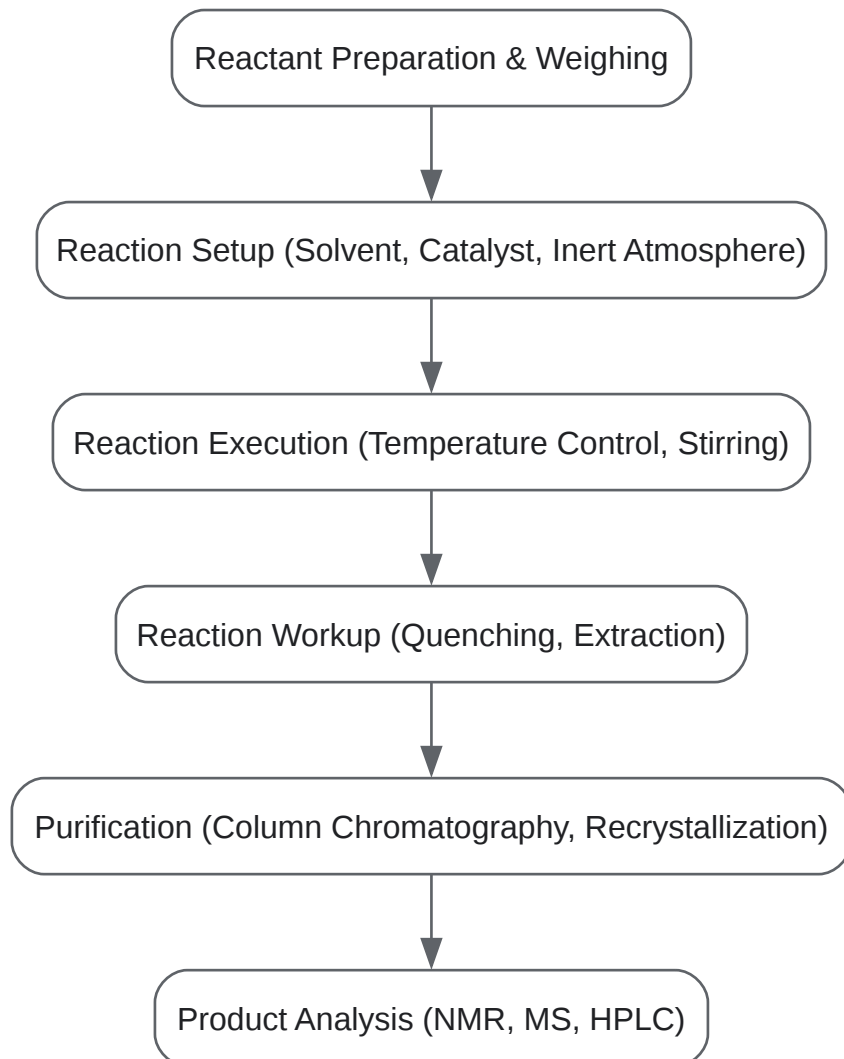 Reactant Preparation & Weighing
Reaction Setup (Solvent, Catalyst, Inert Atmosphere)
Reaction Execution (Temperature Control, Stirring)
Reaction Workup (Quenching, Extraction)
Purification (Column Chromatography, Recrystallization)
Product Analysis (NMR, MS, HPLC)